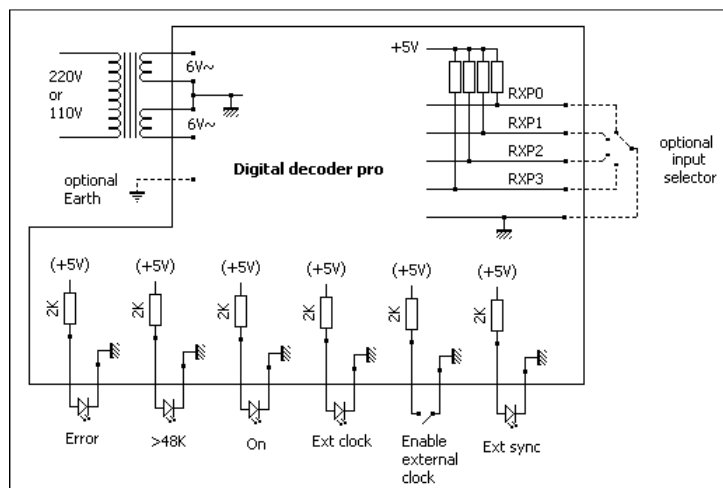 220V
or
110V
6V~
6V~
optional
Earth
Digital decoder pro
+5V
RXP0
RXP1
RXP2
RXP3
optional
input
selector
(+5V)
(+5V)
(+5V)
(+5V)
(+5V)
(+5V)
2K
2K
2K
2K
2K
2K
Error
>48K
On
Ext clock
Enable
external
clock
Ext sync